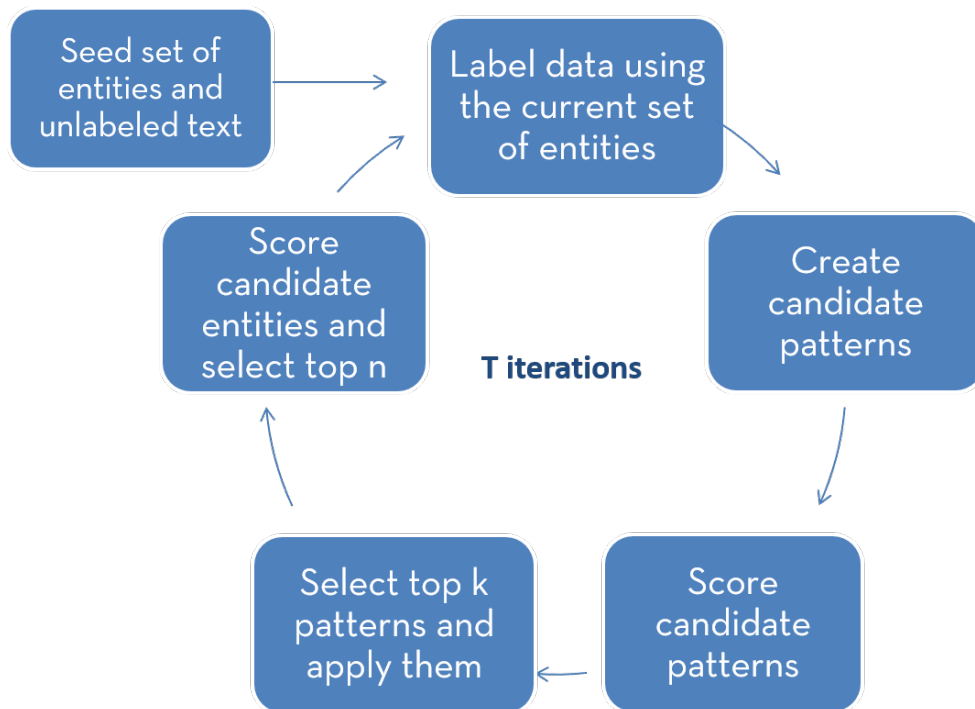 Seed set of
entities and
unlabeled text
Label data using
the current set
of entities
Create
candidate
patterns
Score
candidate
patterns
Select top k
patterns and
apply them
Score
candidate
entities and
select top n
T iterations